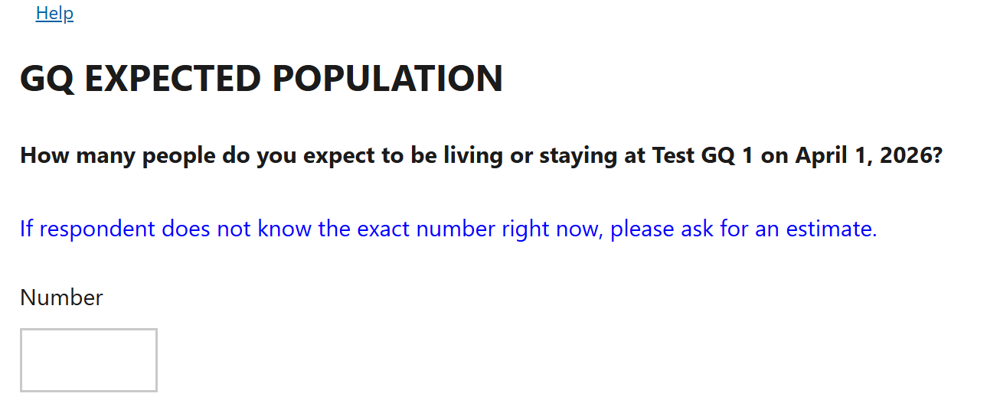 Help
GQ EXPECTED POPULATION
How many people do you expect to be living or staying at Test GQ 1 on April 1, 2026?
If respondent does not know the exact number right now, please ask for an estimate.
Number